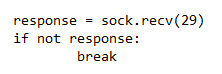 response = sock.recv(29)
if not response:
        break